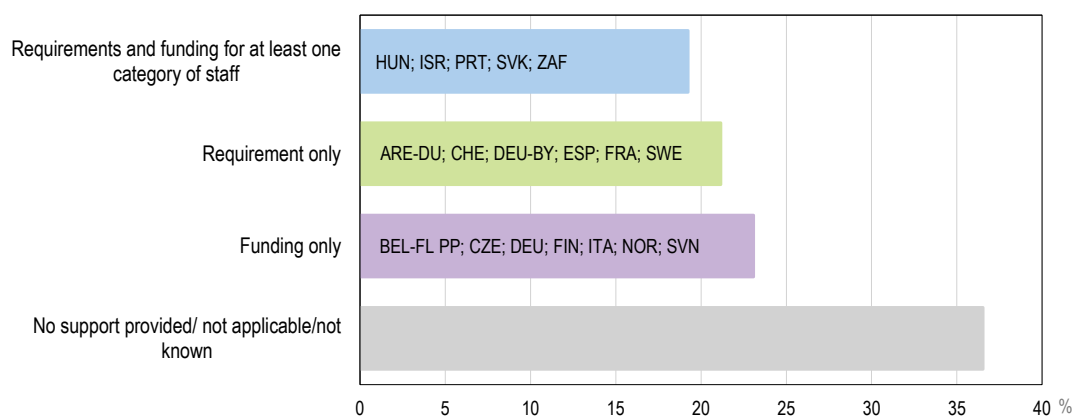 Requirements and funding for at least one
category of staff
HUN; ISR; PRT; SVK; ZAF
Requirement only
ARE-DU; CHE; DEU-BY; ESP; FRA; SWE
Funding only
BEL-FL PP; CZE; DEU; FIN; ITA; NOR; SVN
No support provided/ not applicable/not
known
0 5 10 15 20 25 30 35 40 %